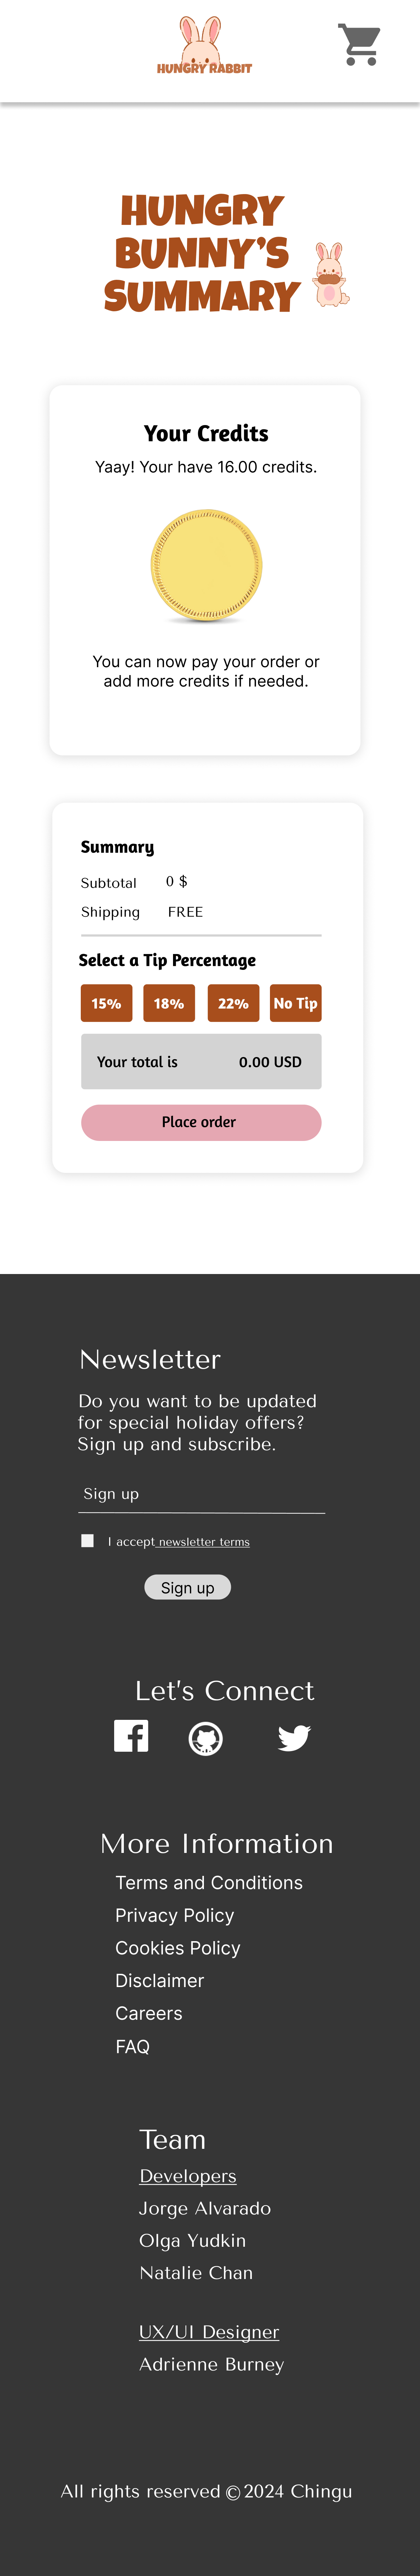 HUNGRY RABBIT
HUNGRY
BUNNY'S
SUMMARY
Your Credits
Yaay! Your have 16.00 credits.
You can now pay your order or
add more credits if needed.
Summary
Subtotal 0 $
Shipping FREE
Select a Tip Percentage
15% 18% 22% No Tip
Your total is 0.00 USD
Place order
Newsletter
Do you want to be updated
for special holiday offers?
Sign up and subscribe.
Sign up
I accept newsletter terms
Sign up
Let's Connect
More Information
Terms and Conditions
Privacy Policy
Cookies Policy
Disclaimer
Careers
FAQ
Team
Developers
Jorge Alvarado
Olga Yudkin
Natalie Chan
UX/UI Designer
Adrienne Burney
All rights reserved © 2024 Chingu